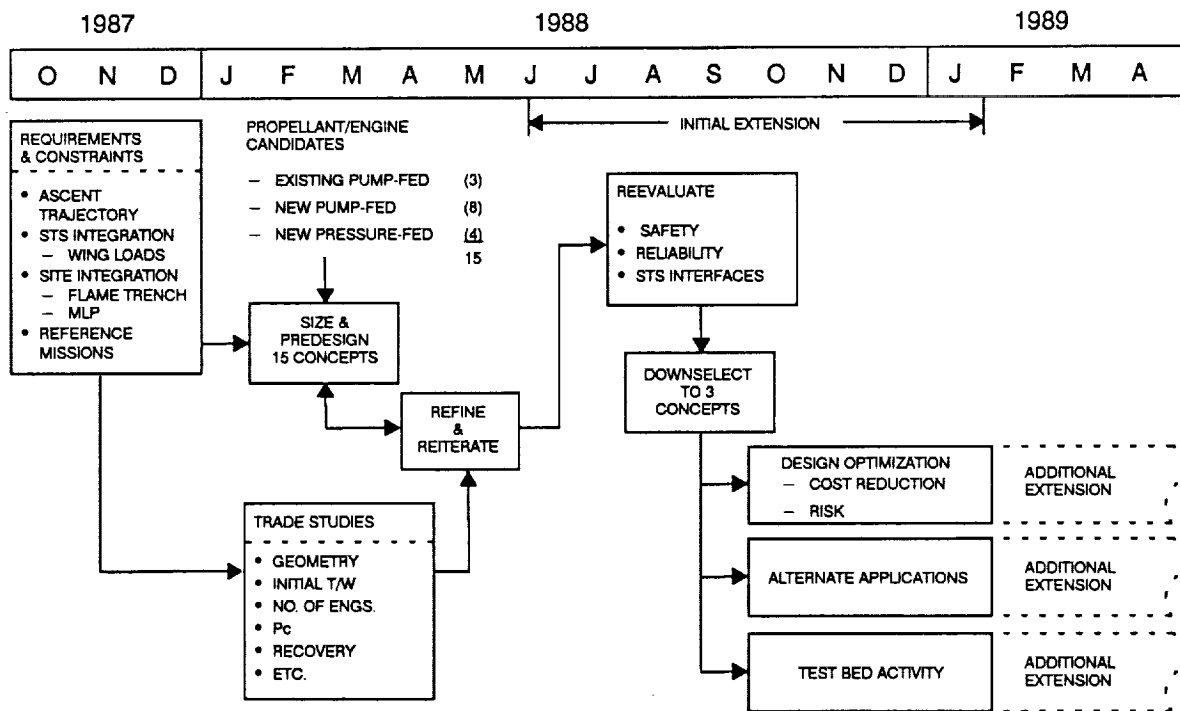 1987 1988 1989
O N D J F M A M J J A S O N D J F M A
REQUIREMENTS
& CONSTRAINTS
• ASCENT
TRAJECTORY
• STS INTEGRATION
– WING LOADS
• SITE INTEGRATION
– FLAME TRENCH
– MLP
• REFERENCE
MISSIONS
PROPELLANT/ENGINE
CANDIDATES
– EXISTING PUMP-FED (3)
– NEW PUMP-FED (8)
– NEW PRESSURE-FED (4)
15
INITIAL EXTENSION
SIZE &
PREDESIGN
15 CONCEPTS
REFINE
&
REITERATE
TRADE STUDIES
• GEOMETRY
• INITIAL T/W
• NO. OF ENGS.
• Pc
• RECOVERY
• ETC.
REEVALUATE
• SAFETY
• RELIABILITY
• STS INTERFACES
DOWNSELECT
TO 3
CONCEPTS
DESIGN OPTIMIZATION
– COST REDUCTION
– RISK
ADDITIONAL
EXTENSION
ALTERNATE APPLICATIONS
ADDITIONAL
EXTENSION
TEST BED ACTIVITY
ADDITIONAL
EXTENSION